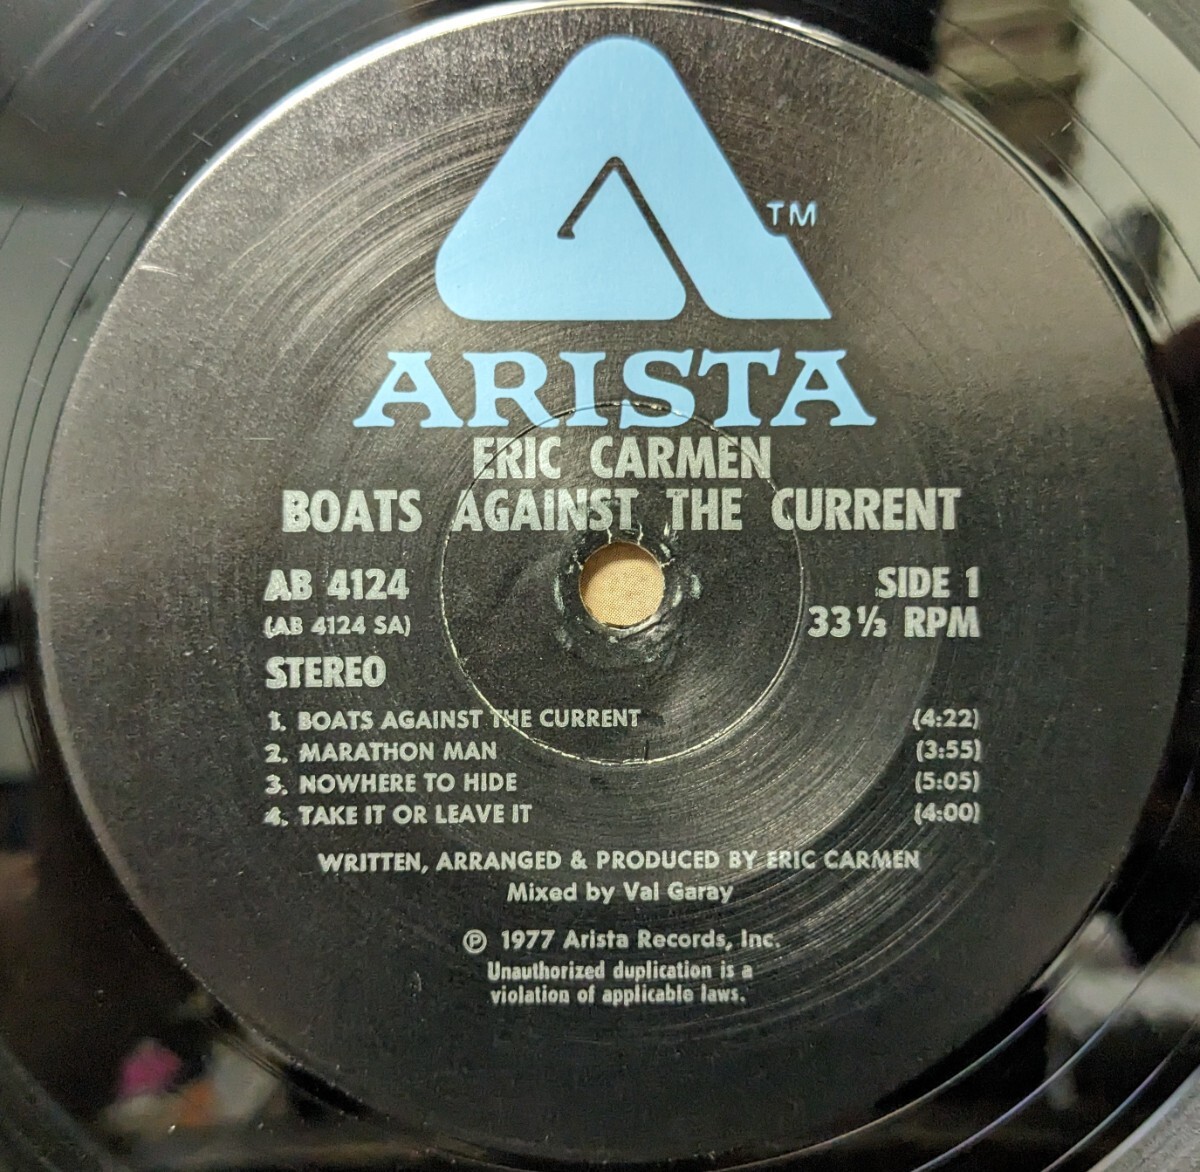 TM
ARISTA
ERIC CARMEN
BOATS AGAINST THE CURRENT
AB 4124
SIDE 1
(AB 4124 SA)
33⅓ RPM
STEREO
1. BOATS AGAINST THE CURRENT (4:22)
2. MARATHON MAN (3:55)
3. NOWHERE TO HIDE (5:05)
4. TAKE IT OR LEAVE IT (4:00)
WRITTEN, ARRANGED & PRODUCED BY ERIC CARMEN
Mixed by Val Garay
℗ 1977 Arista Records, Inc.
Unauthorized duplication is a
violation of applicable laws.